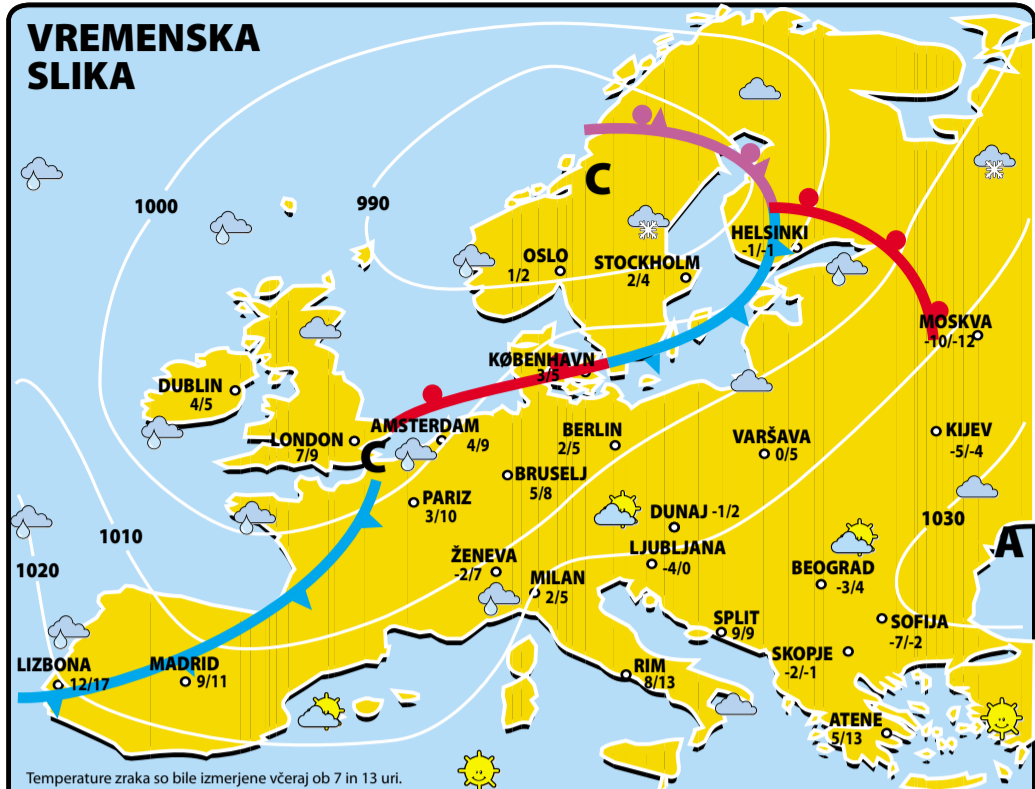 VREMENSKA
SLIKA
1000
990
C
HELSINKI
-1/-1
OSLO
1/2
STOCKHOLM
2/4
MOSKVA
-10/-12
KØBENHAVN
3/5
DUBLIN
4/5
AMSTERDAM
4/9
LONDON
7/9
C
BERLIN
2/5
VARŠAVA
0/5
KIJEV
-5/-4
BRUSELJ
5/8
PARIZ
3/10
DUNAJ -1/2
1030
A
1010
LJUBLJANA
-4/0
ŽENEVA
-2/7
1020
MILAN
2/5
BEOGRAD
-3/4
SPLIT
9/9
SOFIJA
-7/-2
SKOPJE
-2/-1
LIZBONA
12/17
MADRID
9/11
RIM
8/13
ATENE
5/13
Temperature zraka so bile izmerjene včeraj ob 7 in 13 uri.